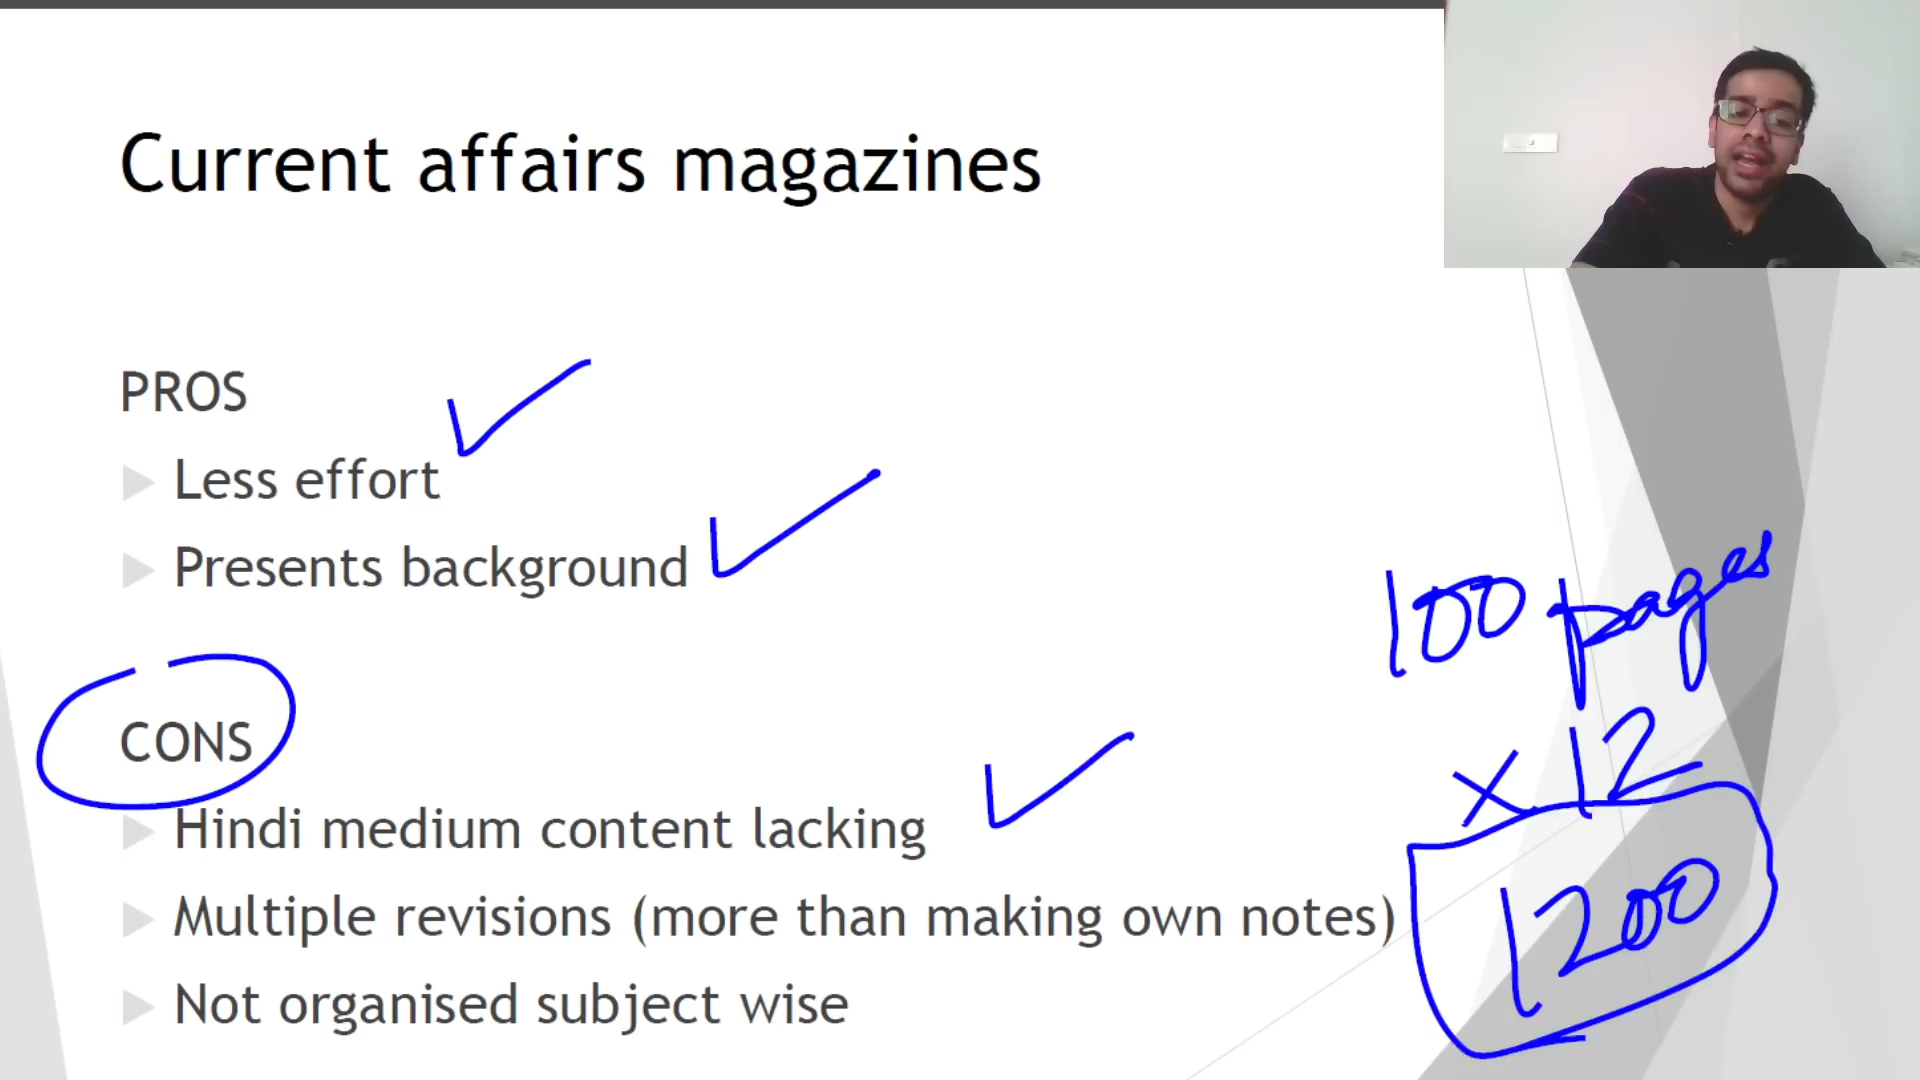 Current affairs magazines
PROS
Less effort
Presents background
CONS
Hindi medium content lacking
Multiple revisions (more than making own notes)
Not organised subject wise
100 pages
x 12
1200